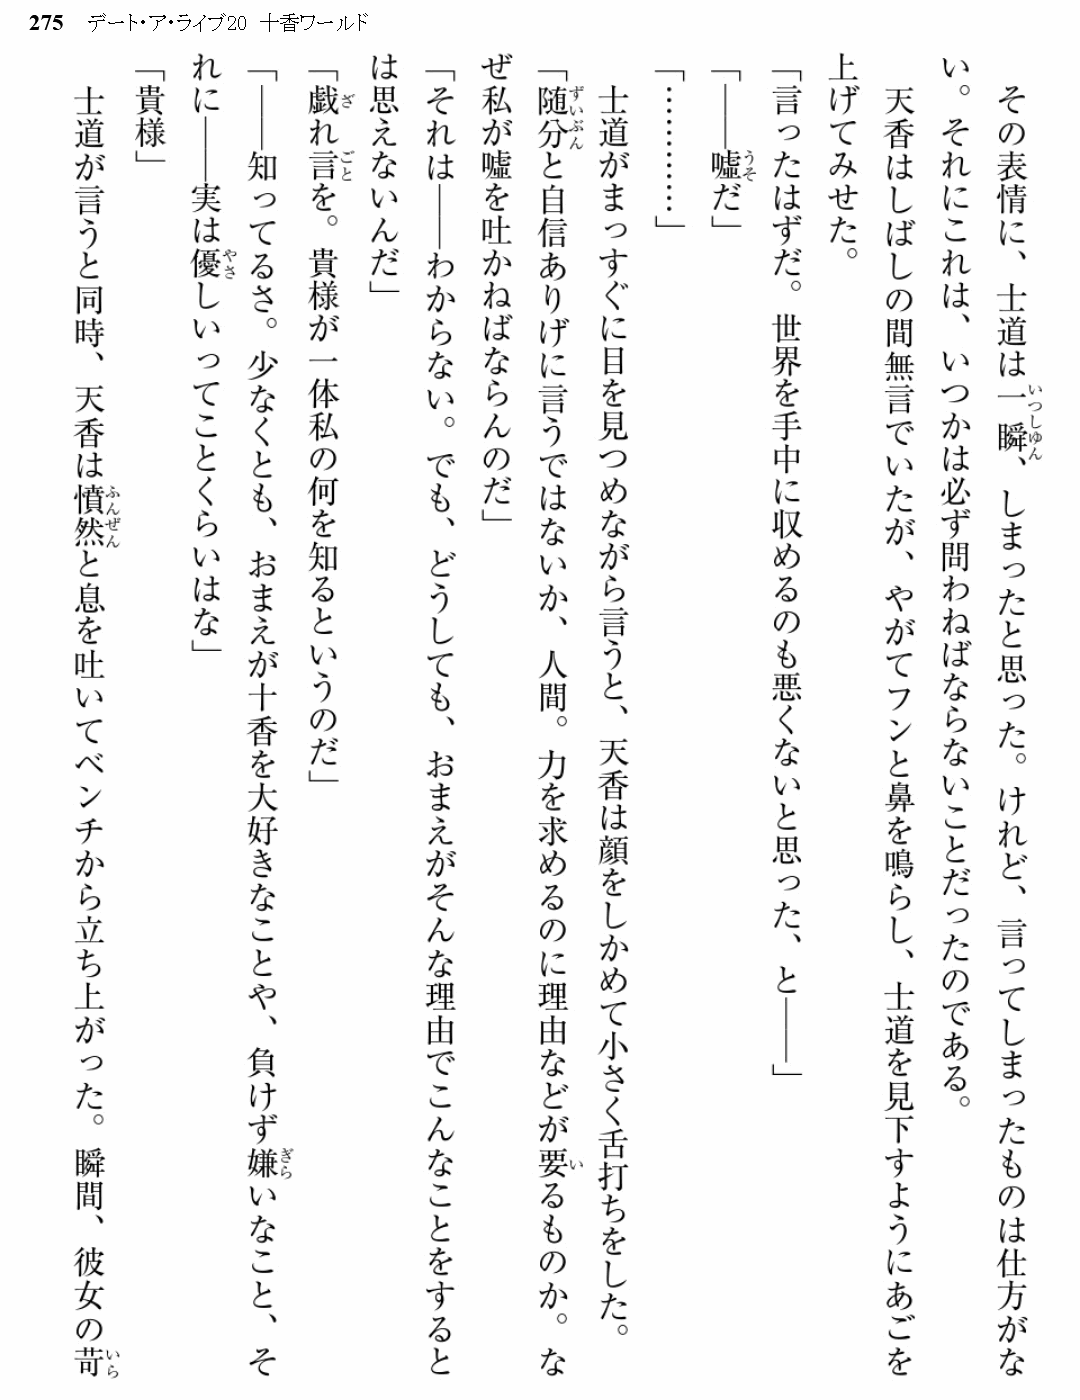 275 デート・ア・ライブ20 十香ワールド
その表情に、士道は一瞬、しまったと思った。けれど、言ってしまったものは仕方がな
い。それにこれは、いつかは必ず問わねばならないことだったのである。
天香はしばしの間無言でいたが、やがてフンと鼻を鳴らし、士道を見下すようにあごを
上げてみせた。
「言ったはずだ。世界を手中に収めるのも悪くないと思った、と――」
「――嘘だ」
「…………」
士道がまっすぐに目を見つめながら言うと、天香は顔をしかめて小さく舌打ちをした。
「随分と自信ありげに言うではないか、人間。力を求めるのに理由などが要るものか。な
ぜ私が嘘を吐かねばならんのだ」
「それは――わからない。でも、どうしても、おまえがそんな理由でこんなことをすると
は思えないんだ」
「戯れ言を。貴様が一体私の何を知るというのだ」
「――知ってるさ。少なくとも、おまえが十香を大好きなことや、負けず嫌いなこと、そ
れに――実は優しいってことくらいはな」
「貴様」
士道が言うと同時、天香は憤然と息を吐いてベンチから立ち上がった。瞬間、彼女の苛